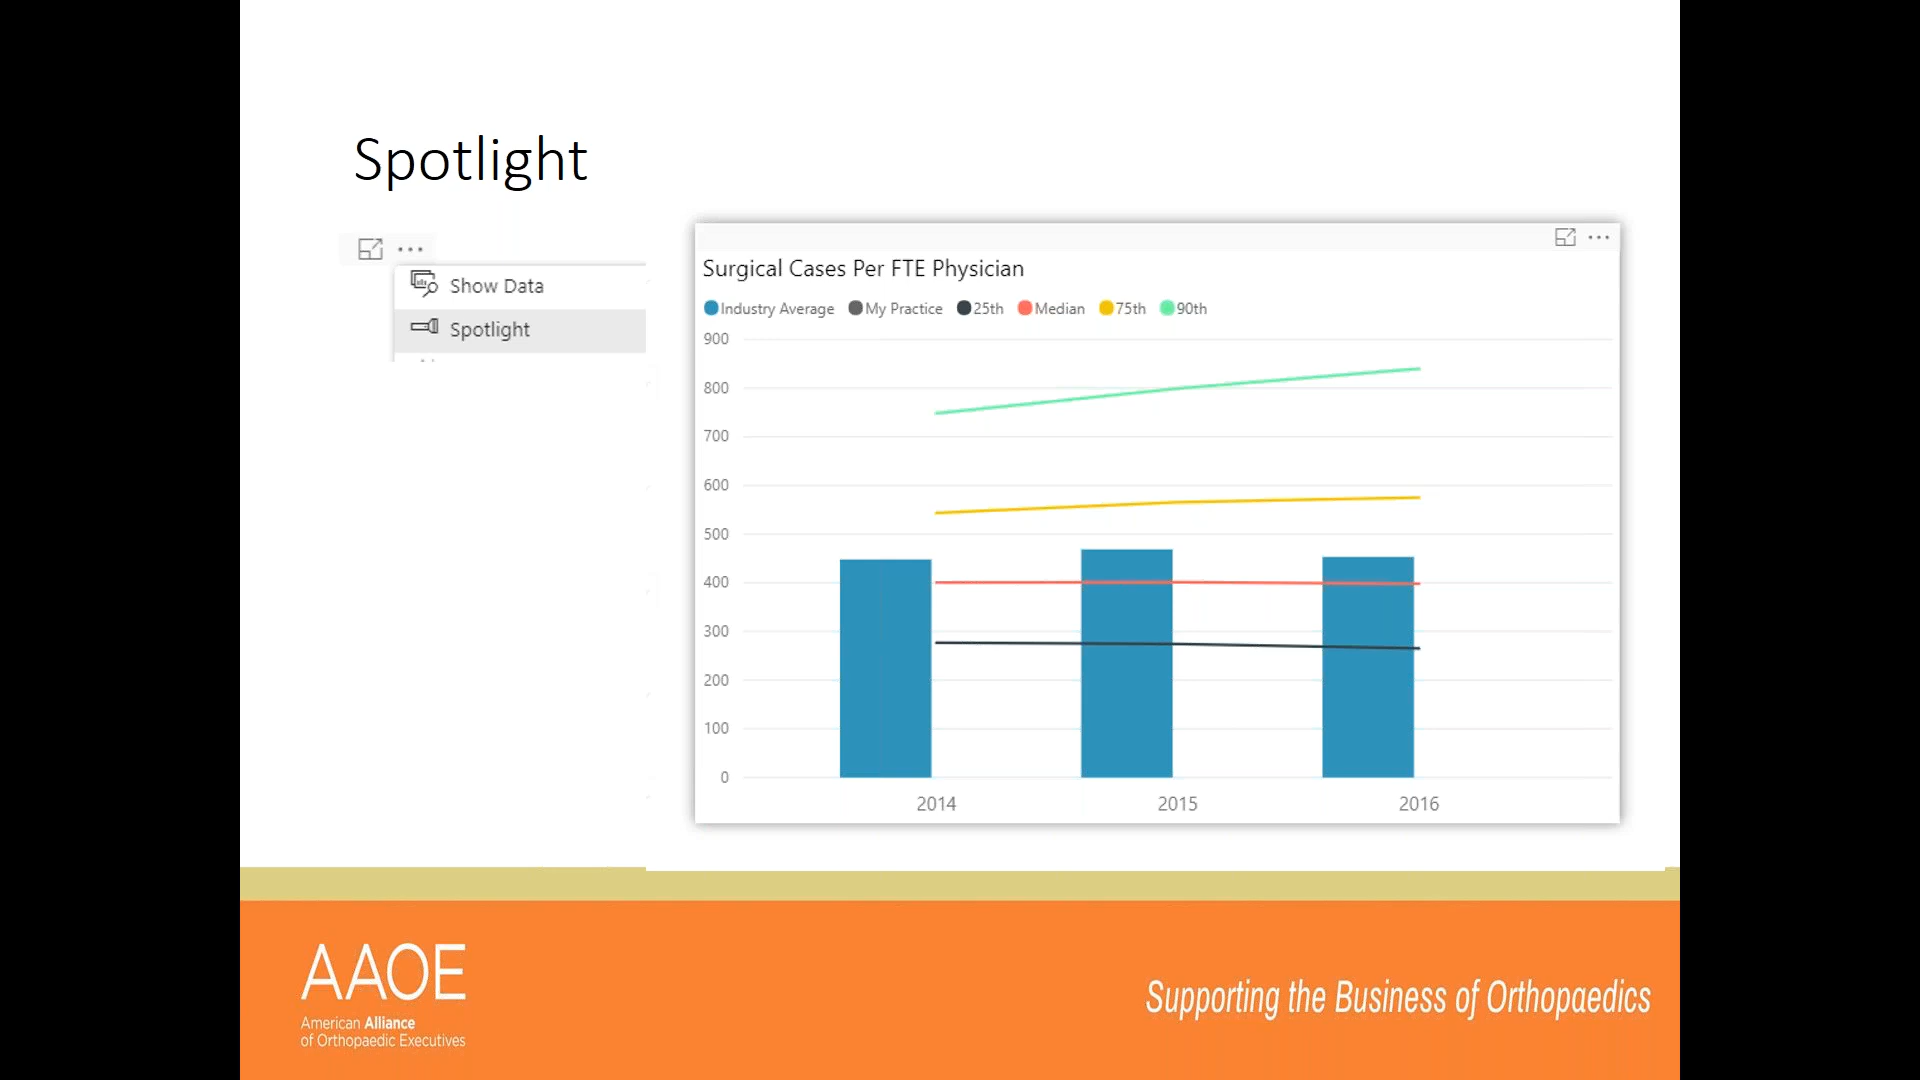 Spotlight
Show Data
Spotlight
Surgical Cases Per FTE Physician
Industry Average My Practice 25th Median 75th 90th
900
800
700
600
500
400
300
200
100
0
2014 2015 2016
AAOE
American Alliance
of Orthopaedic Executives
Supporting the Business of Orthopaedics